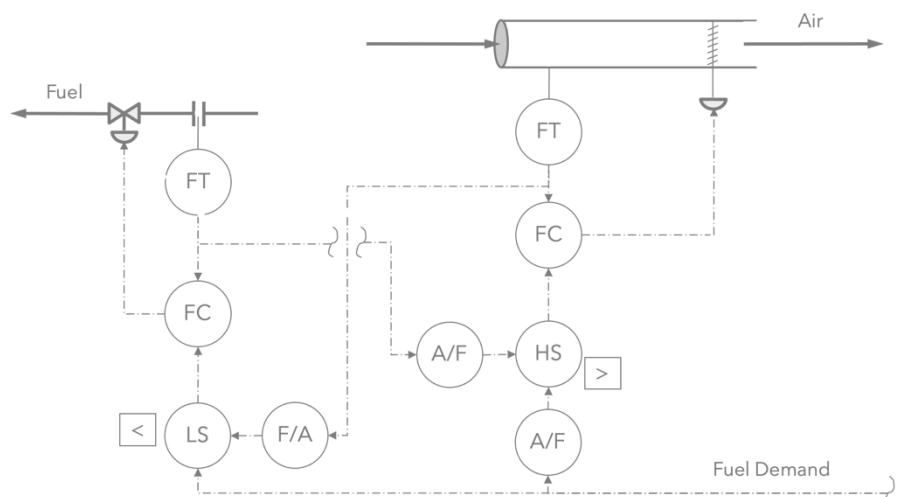 Air
Fuel
FT
FT
FC
FC
A/F
HS
>
<
LS
F/A
A/F
Fuel Demand